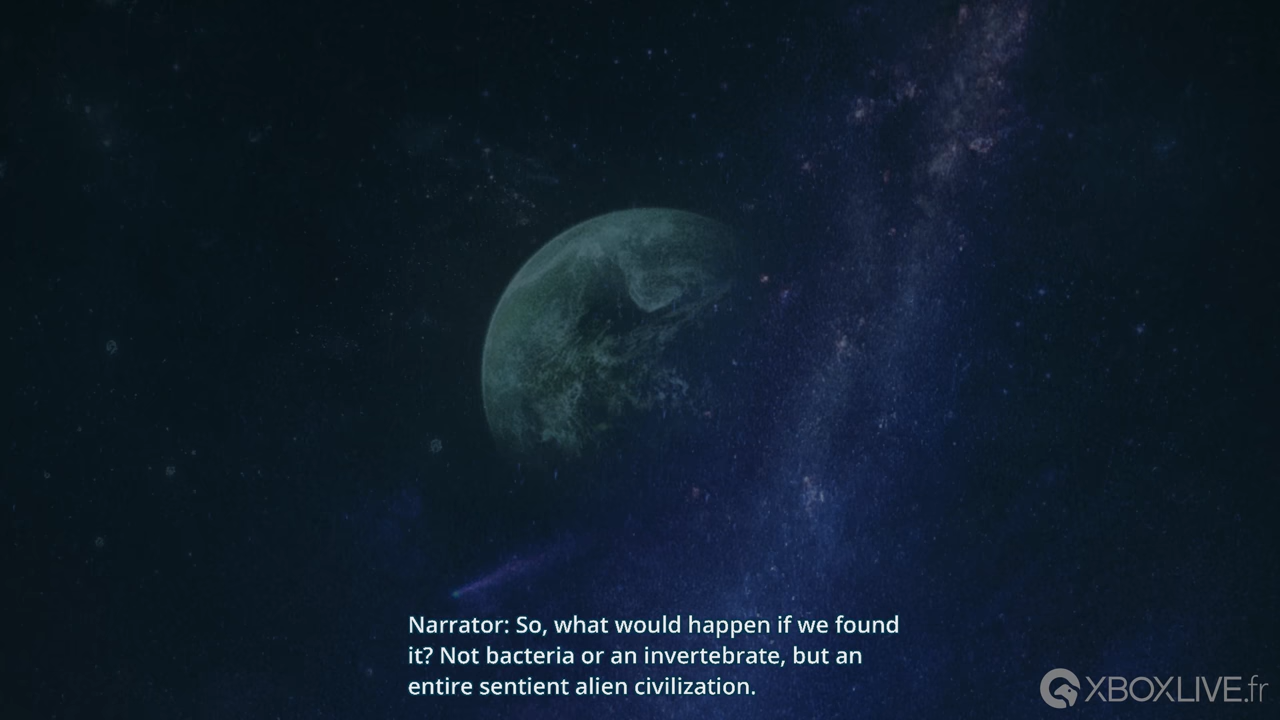 Narrator: So, what would happen if we found
it? Not bacteria or an invertebrate, but an
entire sentient alien civilization.
XBOXLIVE.fr